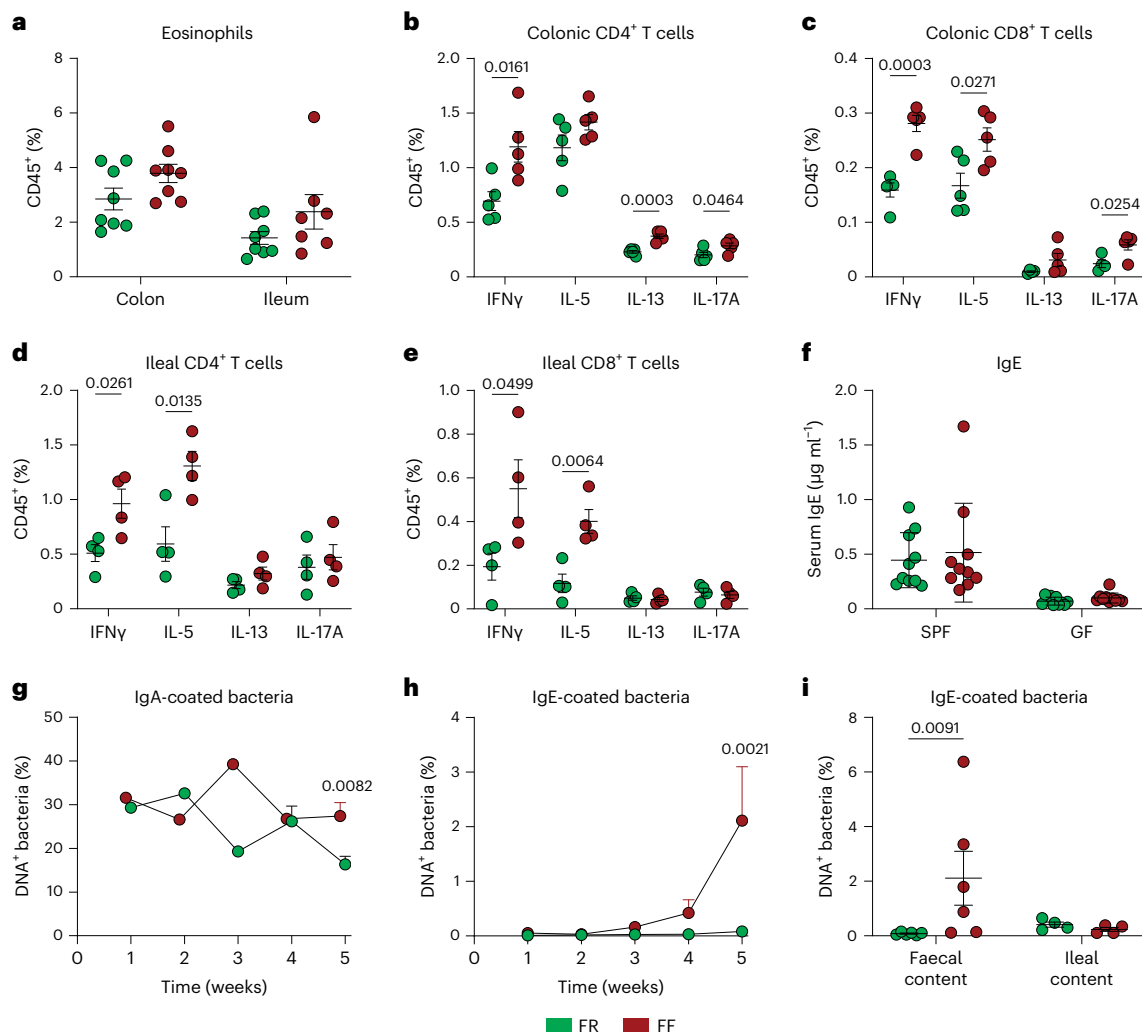 a
Eosinophils
CD45⁺ (%)
8
6
4
2
0
Colon Ileum
b
Colonic CD4⁺ T cells
CD45⁺ (%)
2.0
1.5
1.0
0.5
0
0.0161
0.0003
0.0464
IFNγ IL-5 IL-13 IL-17A
c
Colonic CD8⁺ T cells
CD45⁺ (%)
0.4
0.3
0.2
0.1
0
0.0003
0.0271
0.0254
IFNγ IL-5 IL-13 IL-17A
d
Ileal CD4⁺ T cells
CD45⁺ (%)
2.0
1.5
1.0
0.5
0
0.0261
0.0135
IFNγ IL-5 IL-13 IL-17A
e
Ileal CD8⁺ T cells
CD45⁺ (%)
1.0
0.8
0.6
0.4
0.2
0
0.0499
0.0064
IFNγ IL-5 IL-13 IL-17A
f
IgE
Serum IgE (μg ml⁻¹)
2.0
1.5
1.0
0.5
0
SPF GF
g
IgA-coated bacteria
DNA⁺ bacteria (%)
50
40
30
20
10
0
0.0082
0 1 2 3 4 5
Time (weeks)
h
IgE-coated bacteria
DNA⁺ bacteria (%)
4
3
2
1
0
0.0021
0 1 2 3 4 5
Time (weeks)
i
IgE-coated bacteria
DNA⁺ bacteria (%)
8
6
4
2
0
0.0091
Faecal Ileal
content content
FR FF